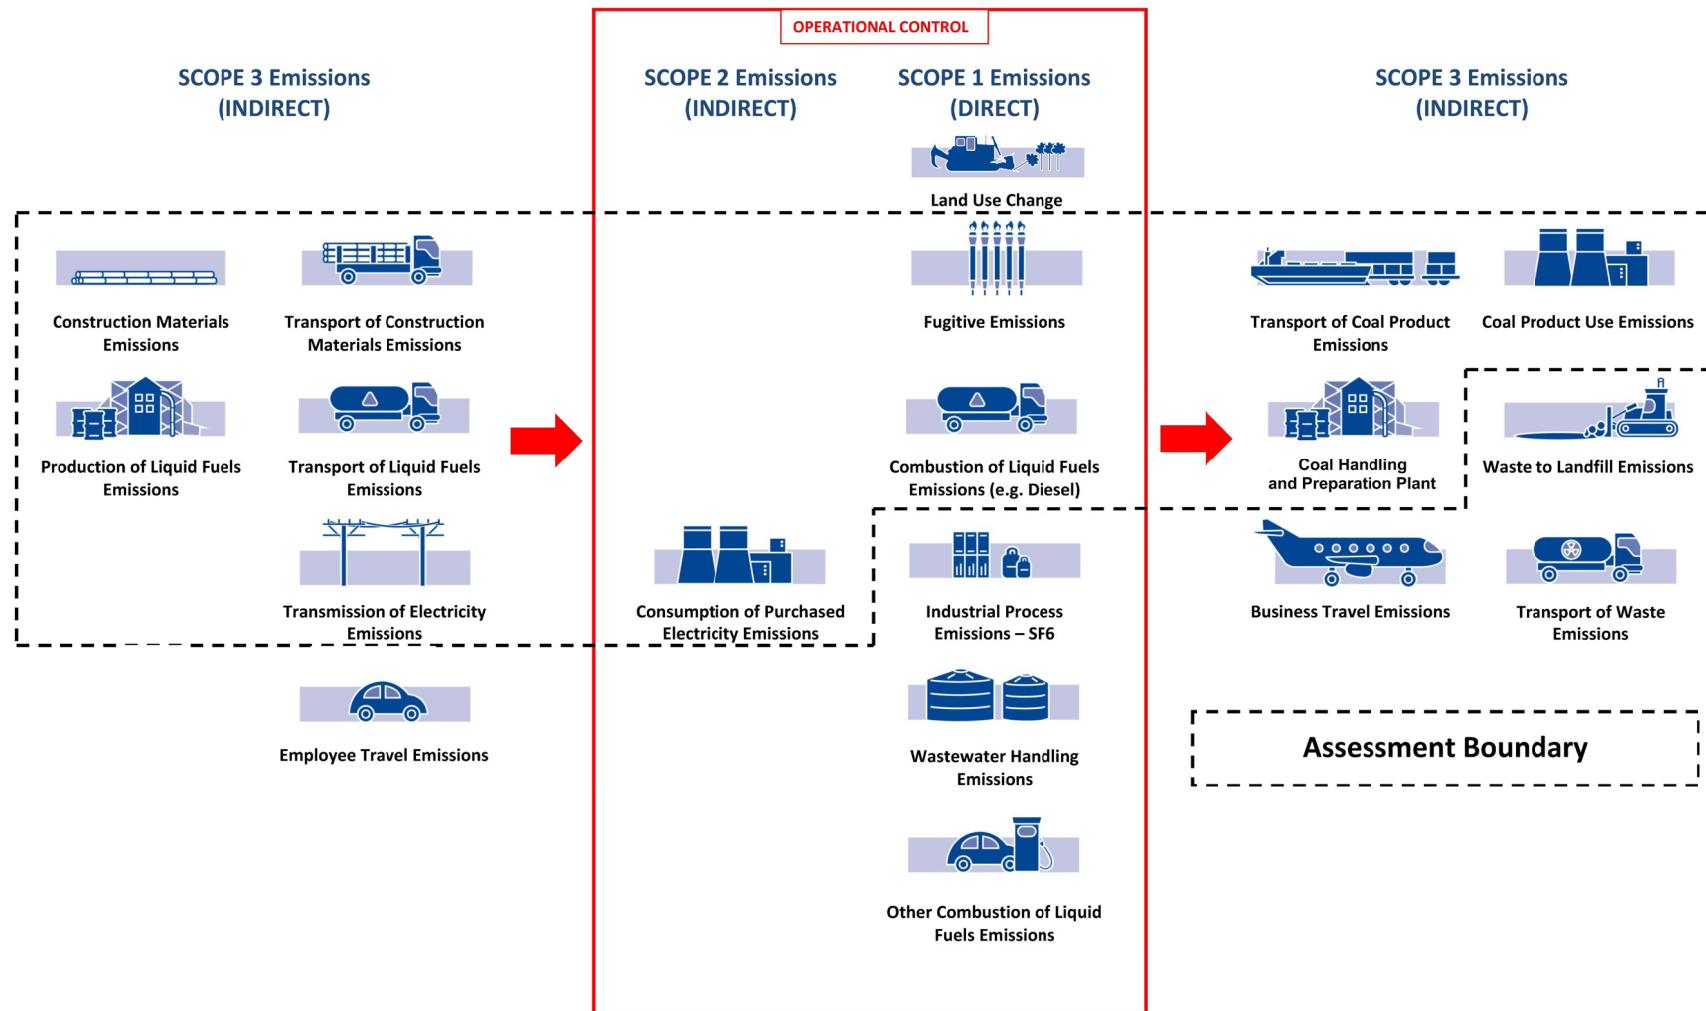 OPERATIONAL CONTROL
SCOPE 3 Emissions
(INDIRECT)
SCOPE 2 Emissions
(INDIRECT)
SCOPE 1 Emissions
(DIRECT)
SCOPE 3 Emissions
(INDIRECT)
Land Use Change
Construction Materials
Emissions
Transport of Construction
Materials Emissions
Fugitive Emissions
Transport of Coal Product
Emissions
Coal Product Use Emissions
Production of Liquid Fuels
Emissions
Transport of Liquid Fuels
Emissions
Combustion of Liquid Fuels
Emissions (e.g. Diesel)
Coal Handling
and Preparation Plant
Waste to Landfill Emissions
Transmission of Electricity
Emissions
Consumption of Purchased
Electricity Emissions
Industrial Process
Emissions – SF6
Business Travel Emissions
Transport of Waste
Emissions
Employee Travel Emissions
Wastewater Handling
Emissions
Assessment Boundary
Other Combustion of Liquid
Fuels Emissions